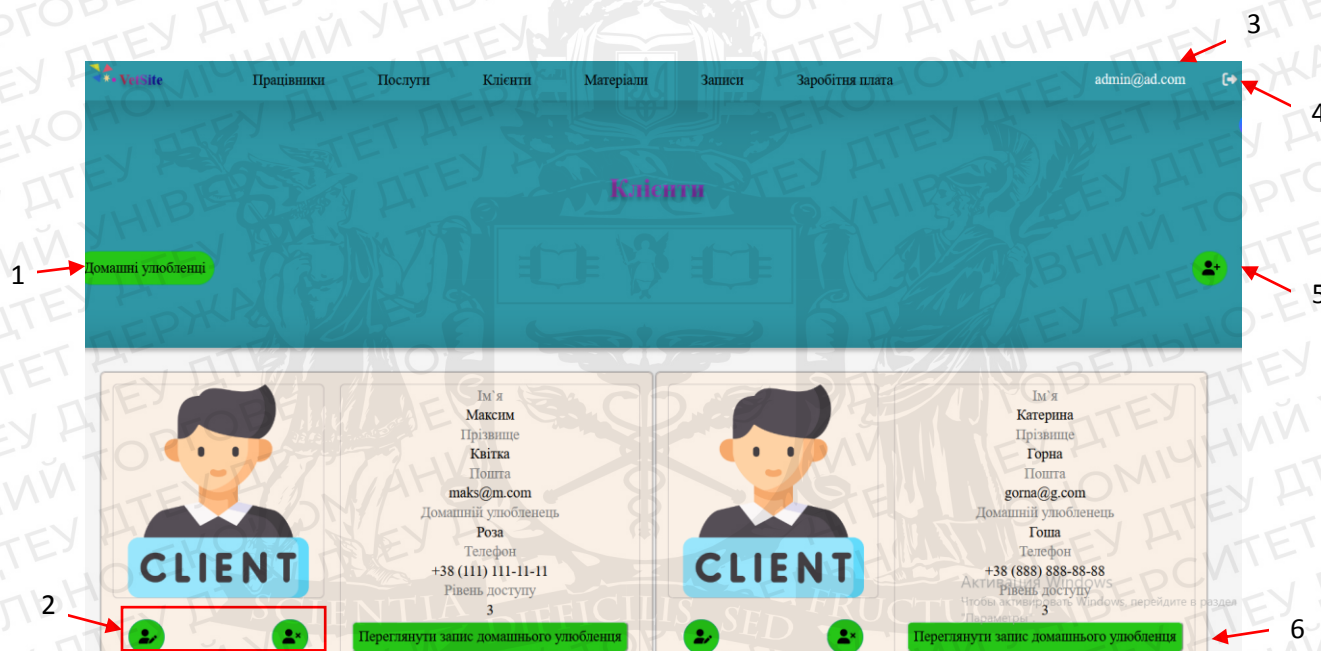 3
VetSite Працівники Послуги Клієнти Матеріали Записи Заробітня плата admin@ad.com
4
Клієнти
1
Домашні улюбленці
5
CLIENT
Ім`я
Максим
Прізвище
Квітка
Пошта
maks@m.com
Домашній улюбленець
Роза
Телефон
+38 (111) 111-11-11
Рівень доступу
3
Переглянути запис домашнього улюбленця
CLIENT
Ім`я
Катерина
Прізвище
Горна
Пошта
gorna@g.com
Домашній улюбленець
Гоша
Телефон
+38 (888) 888-88-88
Рівень доступу
3
Переглянути запис домашнього улюбленця
Активация Windows
Чтобы активировать Windows, перейдите в раздел
"Параметры"
2
6